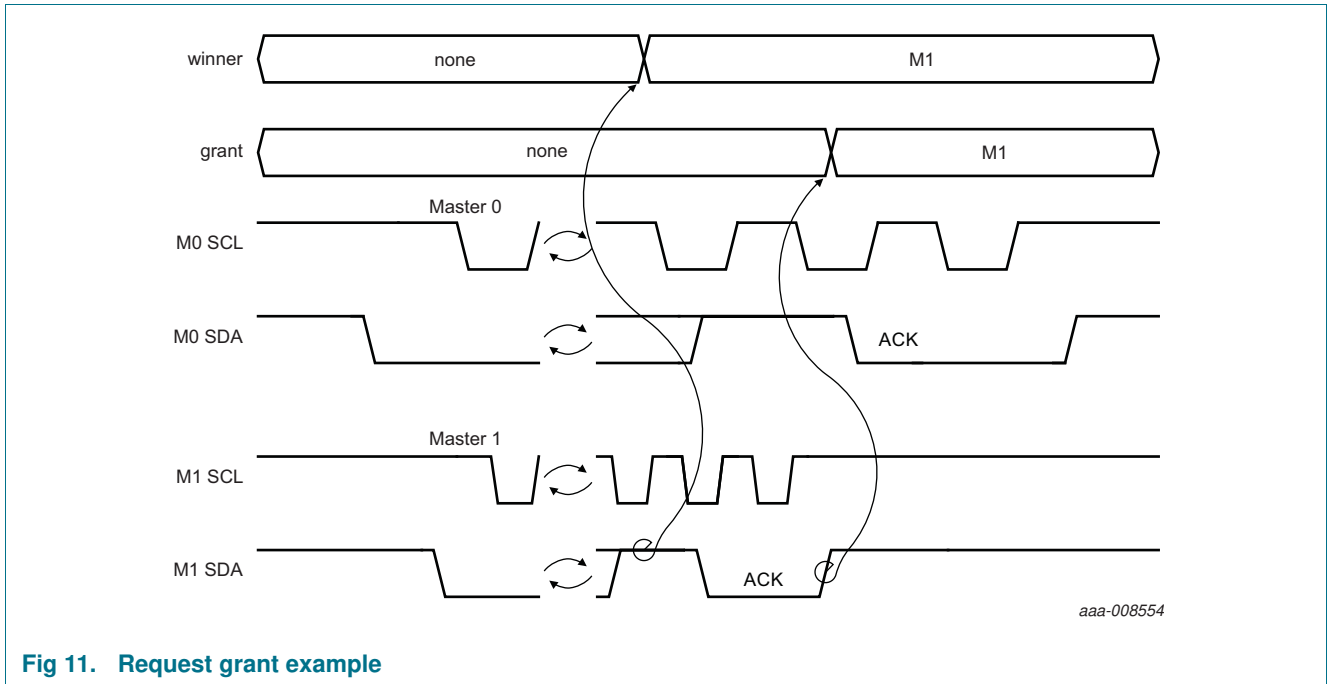 winner none M1
grant none M1
Master 0
M0 SCL
M0 SDA ACK
Master 1
M1 SCL
M1 SDA ACK
aaa-008554
Fig 11. Request grant example